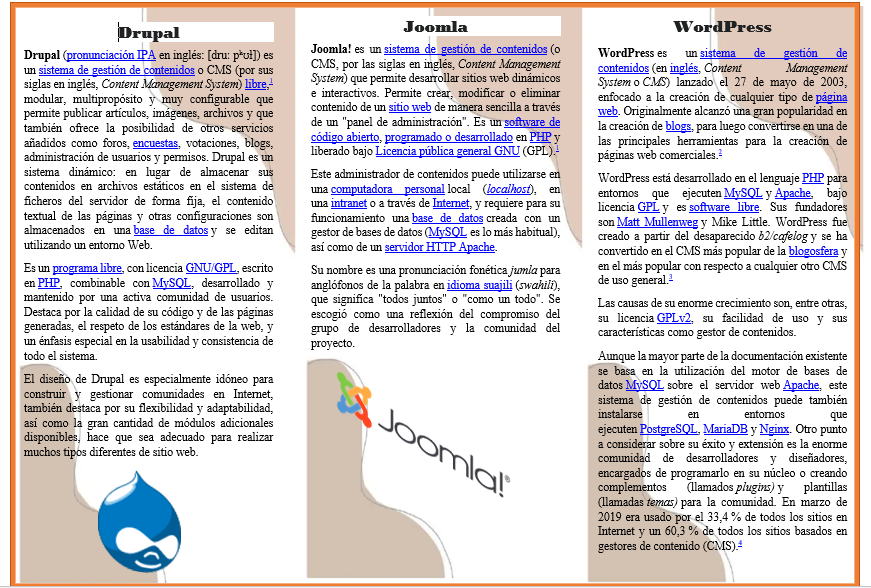 Drupal
Drupal (pronunciación IPA en inglés: [dru: pʰʊɫ]) es
un sistema de gestión de contenidos o CMS (por sus
siglas en inglés, Content Management System) libre,1
modular, multipropósito y muy configurable que
permite publicar artículos, imágenes, archivos y que
también ofrece la posibilidad de otros servicios
añadidos como foros, encuestas, votaciones, blogs,
administración de usuarios y permisos. Drupal es un
sistema dinámico: en lugar de almacenar sus
contenidos en archivos estáticos en el sistema de
ficheros del servidor de forma fija, el contenido
textual de las páginas y otras configuraciones son
almacenados en una base de datos y se editan
utilizando un entorno Web.
Es un programa libre, con licencia GNU/GPL, escrito
en PHP, combinable con MySQL, desarrollado y
mantenido por una activa comunidad de usuarios.
Destaca por la calidad de su código y de las páginas
generadas, el respeto de los estándares de la web, y
un énfasis especial en la usabilidad y consistencia de
todo el sistema.
El diseño de Drupal es especialmente idóneo para
construir y gestionar comunidades en Internet,
también destaca por su flexibilidad y adaptabilidad,
así como la gran cantidad de módulos adicionales
disponibles, hace que sea adecuado para realizar
muchos tipos diferentes de sitio web.
Joomla
Joomla! es un sistema de gestión de contenidos (o
CMS, por las siglas en inglés, Content Management
System) que permite desarrollar sitios web dinámicos
e interactivos. Permite crear, modificar o eliminar
contenido de un sitio web de manera sencilla a través
de un "panel de administración". Es un software de
código abierto, programado o desarrollado en PHP y
liberado bajo Licencia pública general GNU (GPL).1
Este administrador de contenidos puede utilizarse en
una computadora personal local (localhost), en
una intranet o a través de Internet, y requiere para su
funcionamiento una base de datos creada con un
gestor de bases de datos (MySQL es lo más habitual),
así como de un servidor HTTP Apache.
Su nombre es una pronunciación fonética jumla para
anglófonos de la palabra en idioma suajili (swahili),
que significa "todos juntos" o "como un todo". Se
escogió como una reflexión del compromiso del
grupo de desarrolladores y la comunidad del
proyecto.
Joomla!®
WordPress
WordPress es un sistema de gestión de
contenidos (en inglés, Content Management
System o CMS) lanzado el 27 de mayo de 2003,
enfocado a la creación de cualquier tipo de página
web. Originalmente alcanzó una gran popularidad en
la creación de blogs, para luego convertirse en una de
las principales herramientas para la creación de
páginas web comerciales.2
WordPress está desarrollado en el lenguaje PHP para
entornos que ejecuten MySQL y Apache, bajo
licencia GPL y es software libre. Sus fundadores
son Matt Mullenweg y Mike Little. WordPress fue
creado a partir del desaparecido b2/cafelog y se ha
convertido en el CMS más popular de la blogosfera y
en el más popular con respecto a cualquier otro CMS
de uso general.3
Las causas de su enorme crecimiento son, entre otras,
su licencia GPLv2, su facilidad de uso y sus
características como gestor de contenidos.
Aunque la mayor parte de la documentación existente
se basa en la utilización del motor de bases de
datos MySQL sobre el servidor web Apache, este
sistema de gestión de contenidos puede también
instalarse en entornos que
ejecuten PostgreSQL, MariaDB y Nginx. Otro punto
a considerar sobre su éxito y extensión es la enorme
comunidad de desarrolladores y diseñadores,
encargados de programarlo en su núcleo o creando
complementos (llamados plugins) y plantillas
(llamadas temas) para la comunidad. En marzo de
2019 era usado por el 33,4 % de todos los sitios en
Internet y un 60,3 % de todos los sitios basados en
gestores de contenido (CMS).4